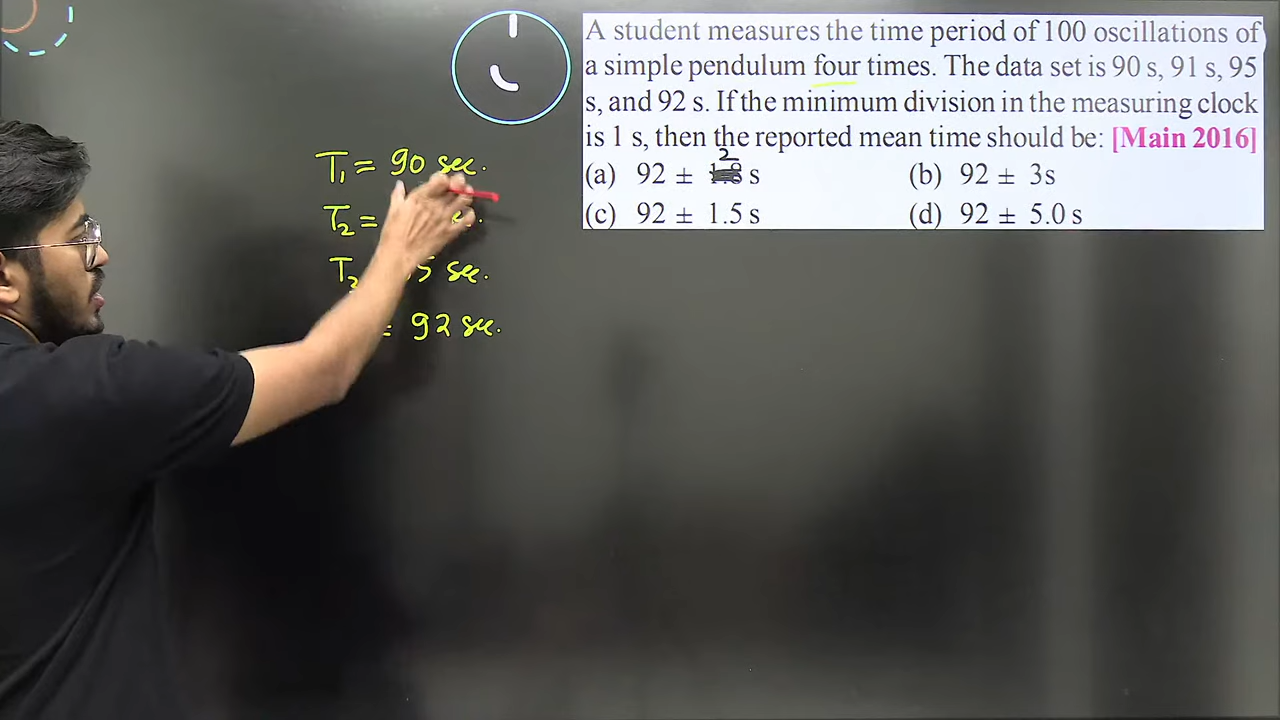 A student measures the time period of 100 oscillations of
a simple pendulum four times. The data set is 90 s, 91 s, 95
s, and 92 s. If the minimum division in the measuring clock
is 1 s, then the reported mean time should be: [Main 2016]
(a) 92 ± 2 s
(b) 92 ± 3s
(c) 92 ± 1.5 s
(d) 92 ± 5.0 s
T₁ = 90 sec.
T₂ =
5 sec.
= 92 sec.